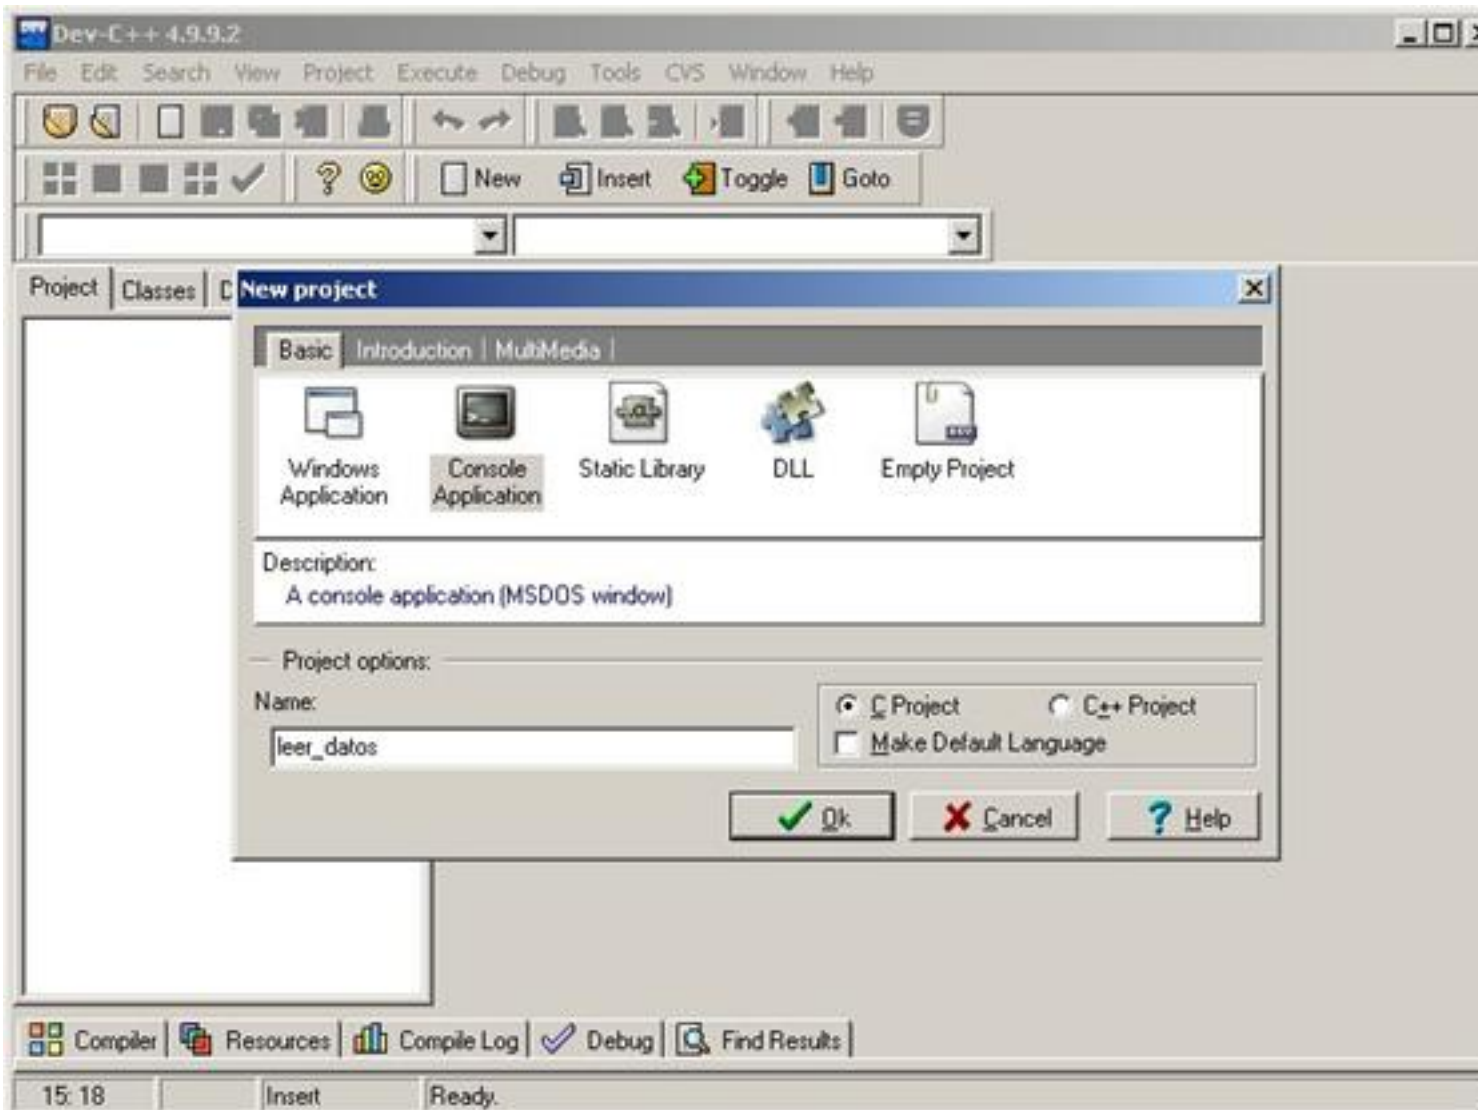 Dev-C++ 4.9.9.2
File Edit Search View Project Execute Debug Tools CVS Window Help
New Insert Toggle Goto
Project Classes D
New project
Basic Introduction MultiMedia
Windows Application
Console Application
Static Library
DLL
Empty Project
Description:
A console application (MSDOS window)
Project options:
Name:
C Project C++ Project
leer_datos
Make Default Language
Ok Cancel Help
Compiler Resources Compile Log Debug Find Results
15: 18 Insert Ready.